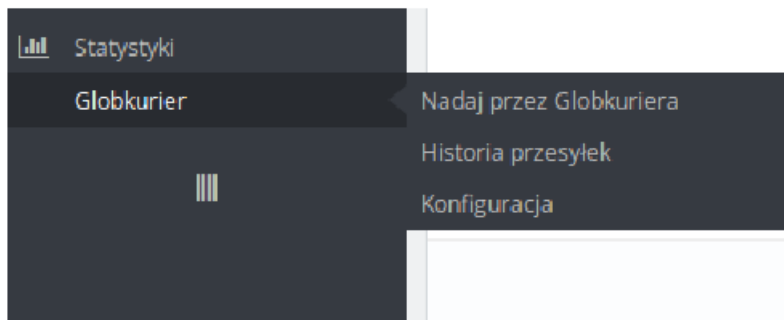 Statystyki
Globkurier
Nadaj przez Globkuriera
Historia przesyłek
Konfiguracja